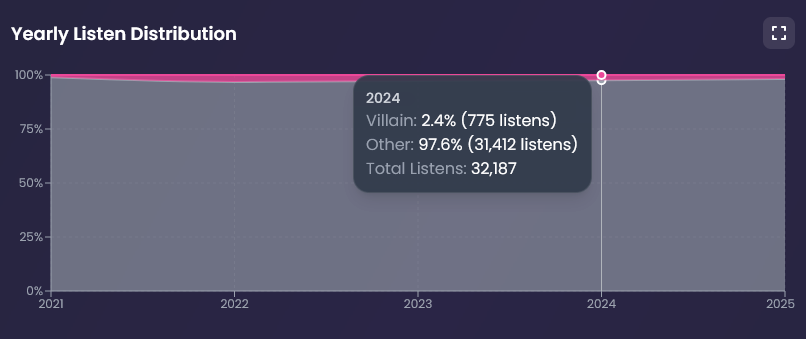 Yearly Listen Distribution
100%
75%
50%
25%
0%
2024
Villain: 2.4% (775 listens)
Other: 97.6% (31,412 listens)
Total Listens: 32,187
2021 2022 2023 2024 2025